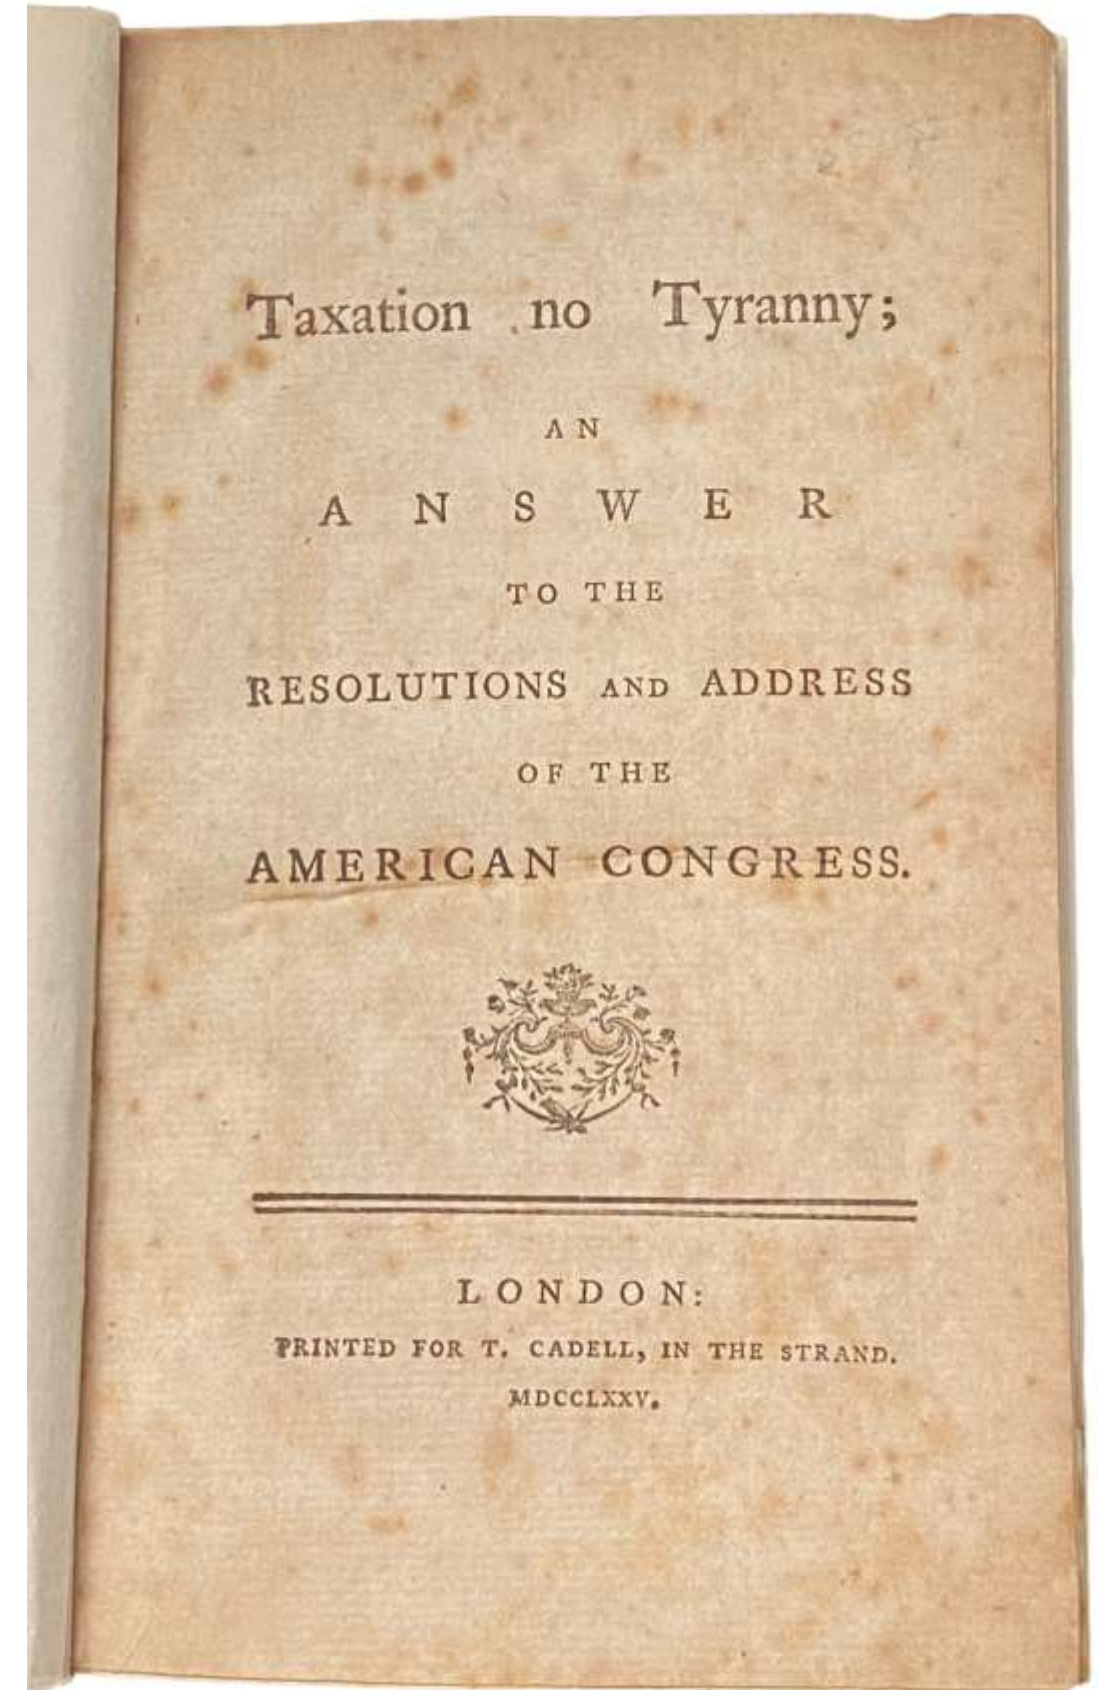 Taxation no Tyranny;
AN
ANSWER
TO THE
RESOLUTIONS AND ADDRESS
OF THE
AMERICAN CONGRESS.
LONDON:
PRINTED FOR T. CADELL, IN THE STRAND.
MDCCLXXV.